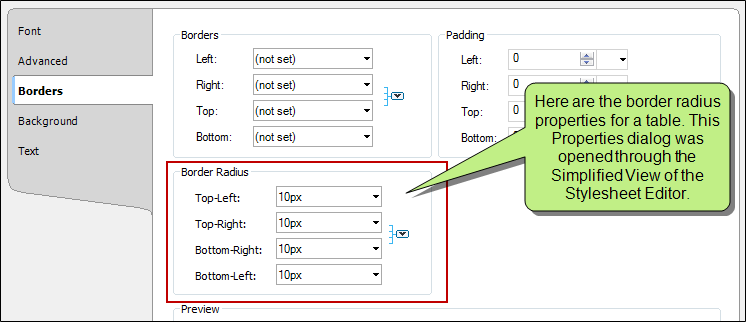 Font
Advanced
Borders
Background
Text
Borders
Left: (not set)
Right: (not set)
Top: (not set)
Bottom: (not set)
Padding
Left: 0
Right: 0
Top: 0
Bottom:
Border Radius
Top-Left: 10px
Top-Right: 10px
Bottom-Right: 10px
Bottom-Left: 10px
Preview
Here are the border radius
properties for a table. This
Properties dialog was
opened through the
Simplified View of the
Stylesheet Editor.